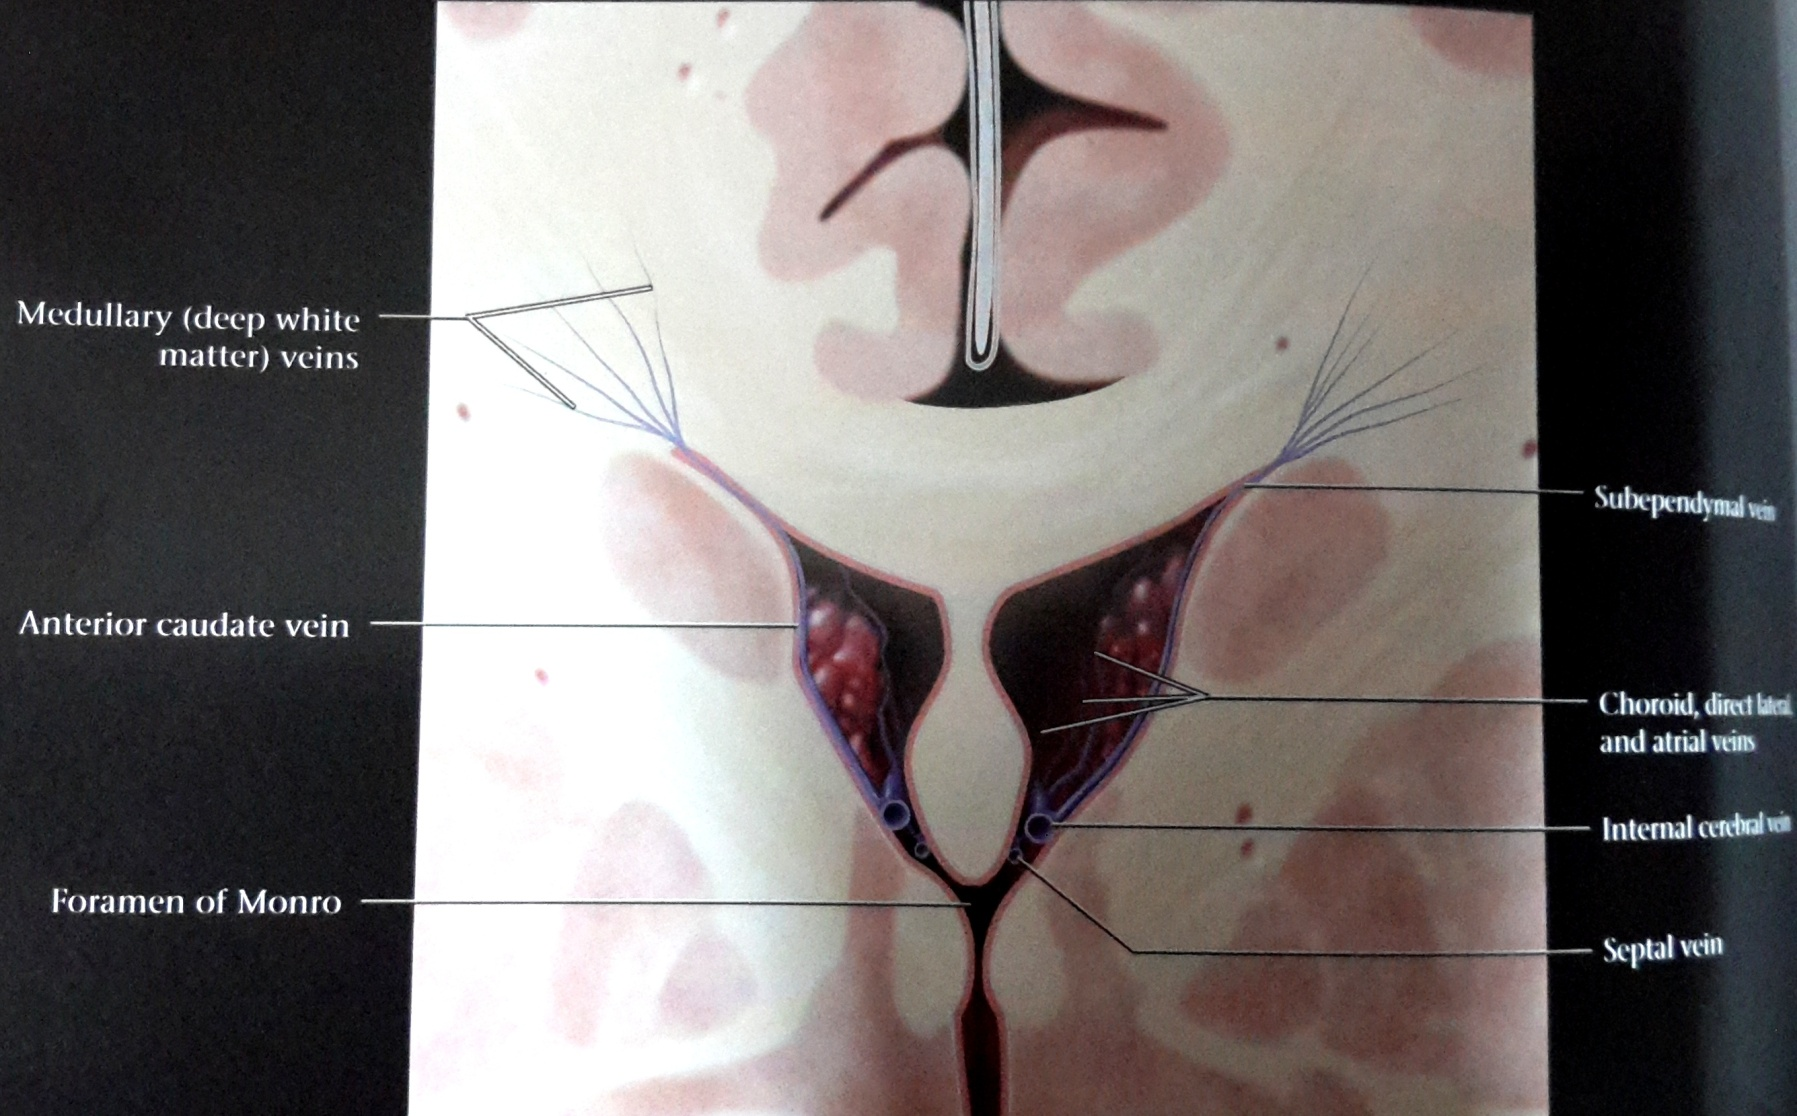 Medullary (deep white
matter) veins
Anterior caudate vein
Foramen of Monro
Subependymal vein
Choroid, direct lateral
and atrial veins
Internal cerebral vein
Septal vein